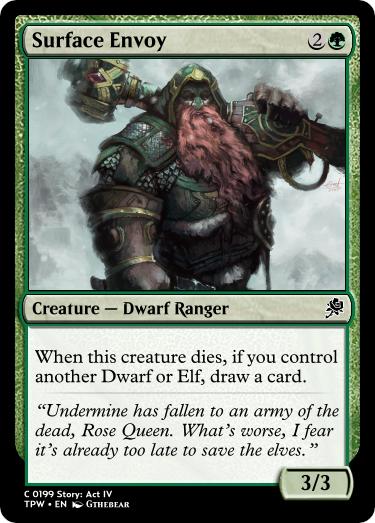 Surface Envoy 2
Creature — Dwarf Ranger
When this creature dies, if you control
another Dwarf or Elf, draw a card.
“Undermine has fallen to an army of the
dead, Rose Queen. What’s worse, I fear
it’s already too late to save the elves.”
3/3
C 0199 Story: Act IV
TPW • EN GTHEBEAR